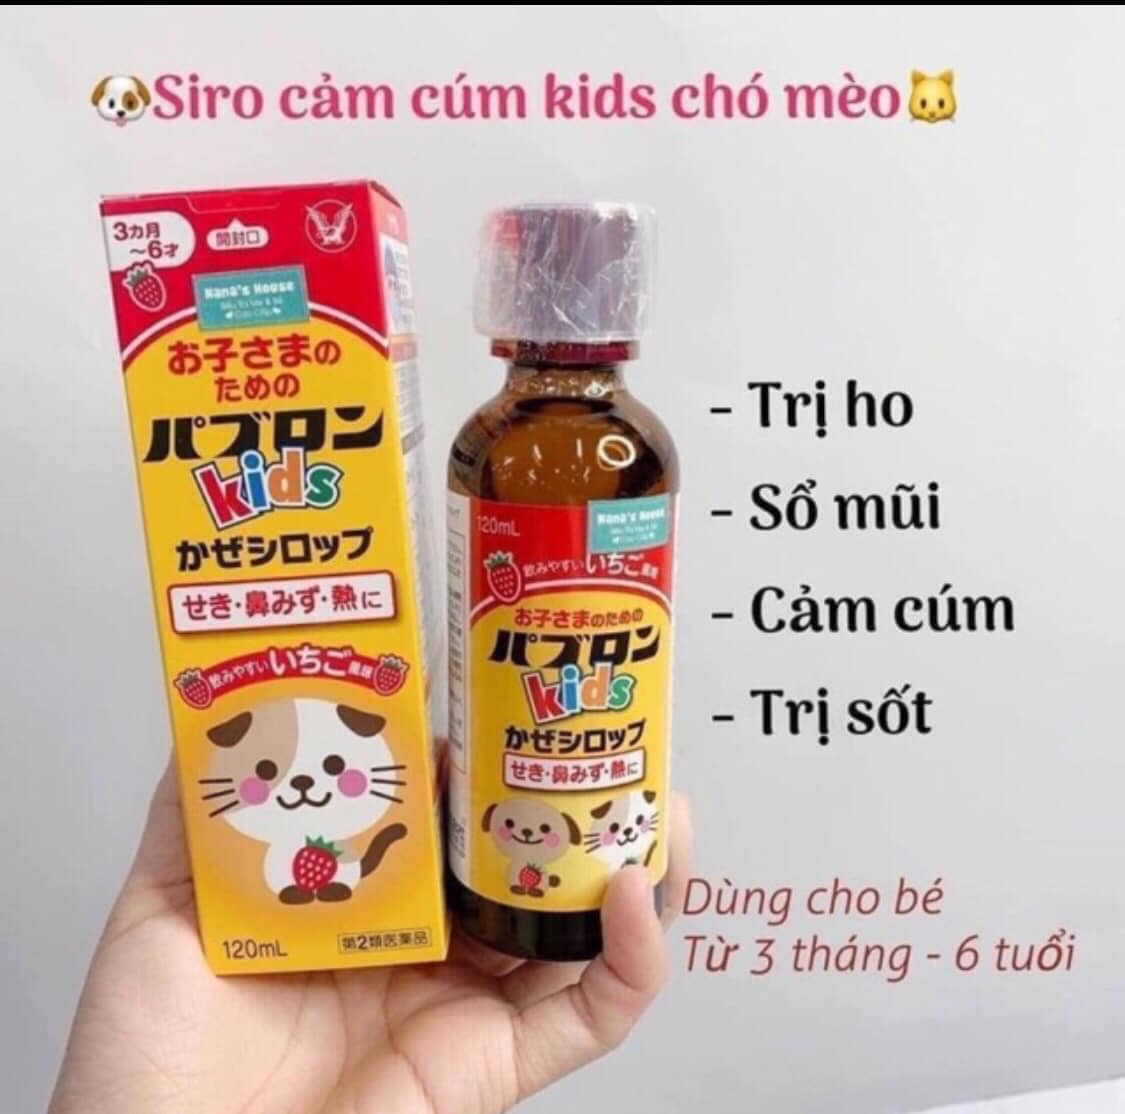 🐶Siro cảm cúm kids chó mèo🐱
3カ月
～6才
開封口
Nana's House
お子さまの
ための
パブロン
kids
かぜシロップ
せき・鼻みず・熱に
飲みやすいいちご風味
120mL
第2類医薬品
120mL
Nana's House
飲みやすいいちご風味
お子さまのための
パブロン
kids
かぜシロップ
せき・鼻みず・熱に
- Trị ho
- Sổ mũi
- Cảm cúm
- Trị sốt
Dùng cho bé
Từ 3 tháng - 6 tuổi